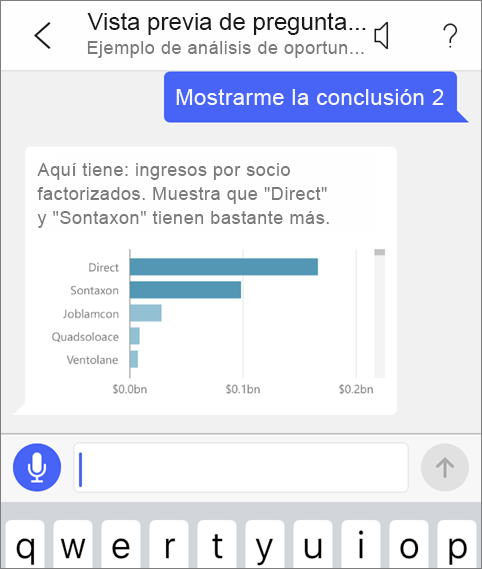 Vista previa de pregunta...
Ejemplo de análisis de oportun...
?
Mostrarme la conclusión 2
Aquí tiene: ingresos por socio
factorizados. Muestra que "Direct"
y "Sontaxon" tienen bastante más.
Direct
Sontaxon
Joblamcon
Quadsoloace
Ventolane
$0.0bn $0.1bn $0.2bn
q w e r t y u i o p